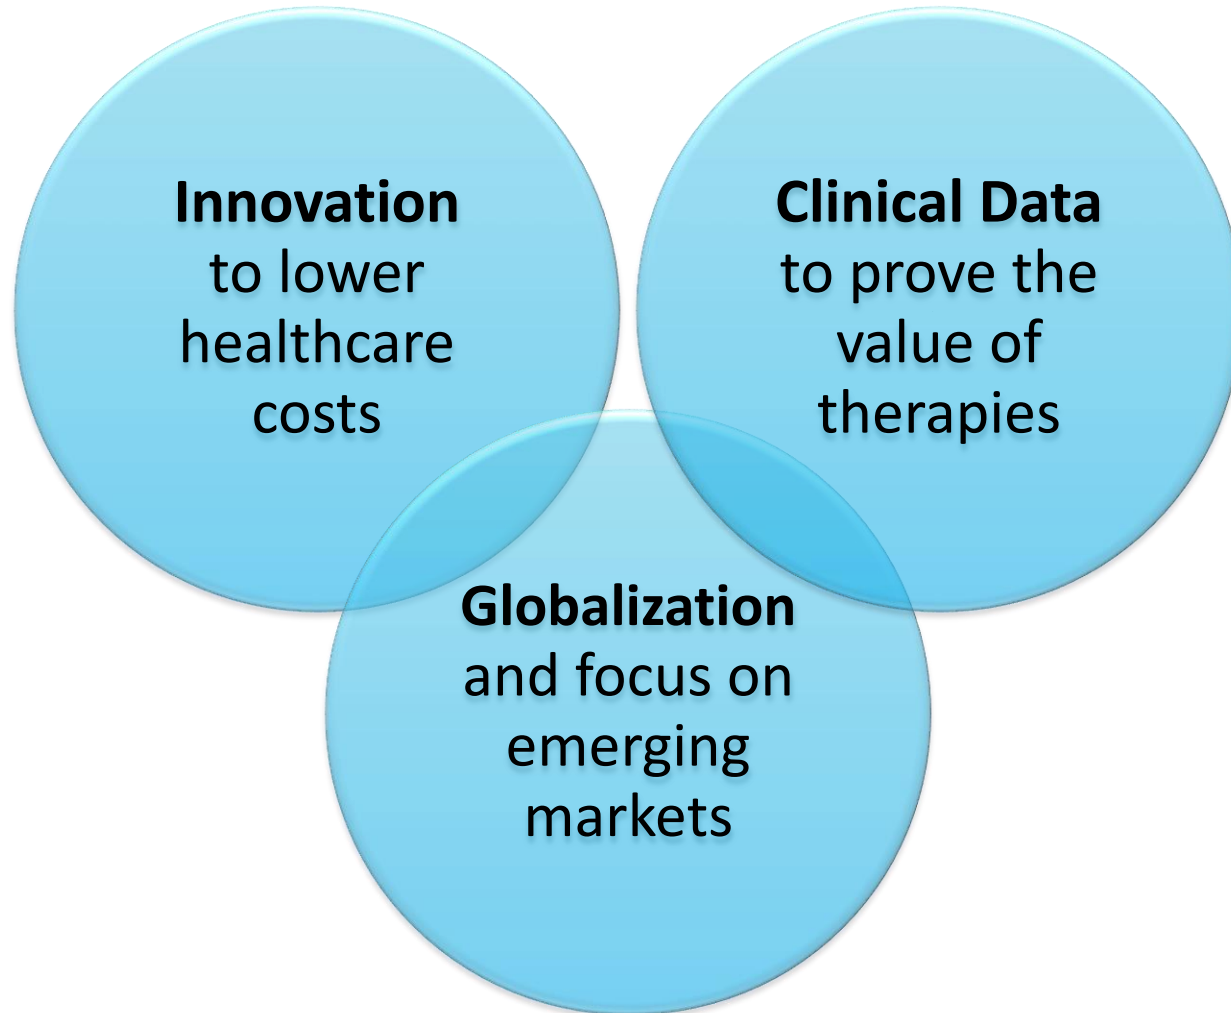 Innovation
to lower
healthcare
costs
Clinical Data
to prove the
value of
therapies
Globalization
and focus on
emerging
markets